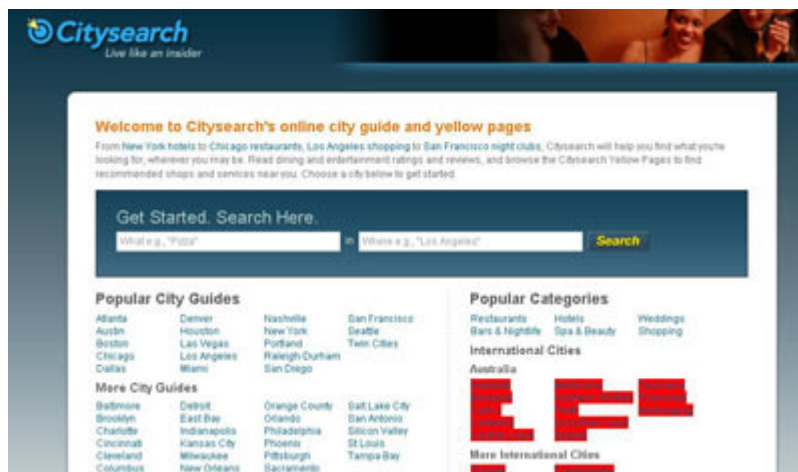 Citysearch
Live like an insider
Welcome to Citysearch's online city guide and yellow pages
From New York hotels to Chicago restaurants, Los Angeles shopping to San Francisco night clubs, Citysearch will help you find what you're
looking for, wherever you may be. Read dining and entertainment ratings and reviews, and browse the Citysearch Yellow Pages to find
recommended shops and services near you. Choose a city below to get started.
Get Started. Search Here.
What e.g., "Pizza" in Where e.g., "Los Angeles" Search
Popular City Guides
Atlanta Denver Nashville San Francisco
Austin Houston New York Seattle
Boston Las Vegas Portland Twin Cities
Chicago Los Angeles Raleigh-Durham
Dallas Miami San Diego
More City Guides
Baltimore Detroit Orange County Salt Lake City
Brooklyn East Bay Orlando San Antonio
Charlotte Indianapolis Philadelphia Silicon Valley
Cincinnati Kansas City Phoenix St Louis
Cleveland Milwaukee Pittsburgh Tampa Bay
Columbus New Orleans Sacramento
Popular Categories
Restaurants Hotels Weddings
Bars & Nightlife Spa & Beauty Shopping
International Cities
Australia
More International Cities